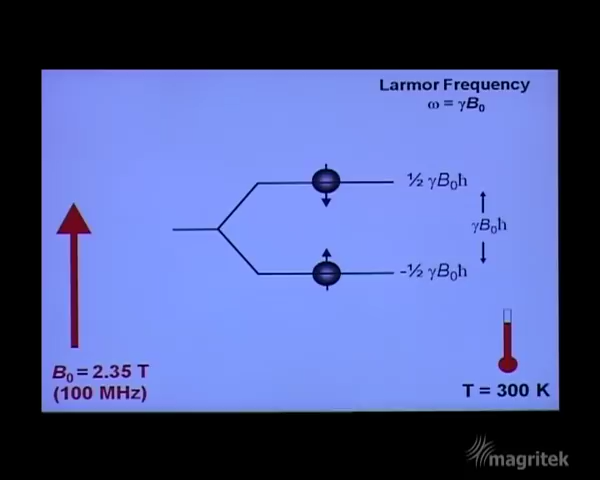 Larmor Frequency
ω = γB₀
½ γB₀h
γB₀h
-½ γB₀h
B₀ = 2.35 T
(100 MHz)
T = 300 K
magritek